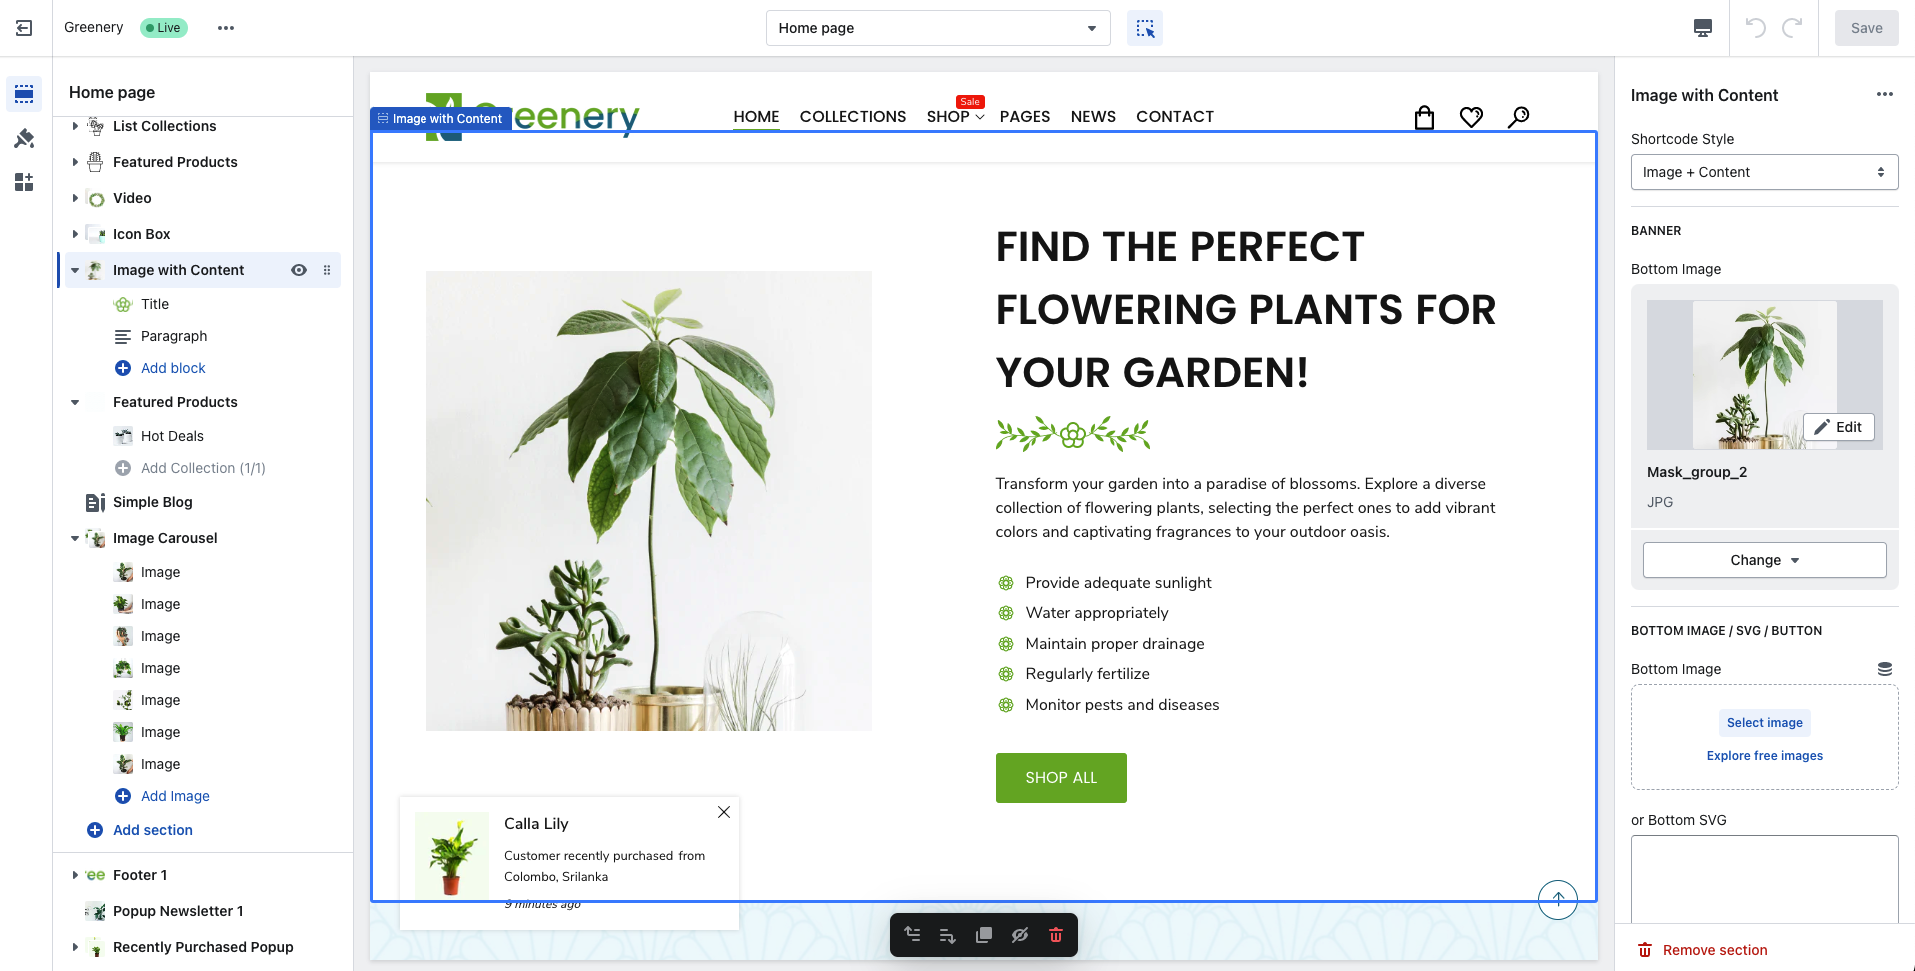 Greenery
Live
Home page
Save
Home page
List Collections
Featured Products
Video
Icon Box
Image with Content
Title
Paragraph
Add block
Featured Products
Hot Deals
Add Collection (1/1)
Simple Blog
Image Carousel
Image
Image
Image
Image
Image
Image
Image
Add Image
Add section
Footer 1
Popup Newsletter 1
Recently Purchased Popup
Image with Content
Greenery
HOME
COLLECTIONS
SHOP
Sale
PAGES
NEWS
CONTACT
FIND THE PERFECT
FLOWERING PLANTS FOR
YOUR GARDEN!
Transform your garden into a paradise of blossoms. Explore a diverse
collection of flowering plants, selecting the perfect ones to add vibrant
colors and captivating fragrances to your outdoor oasis.
Provide adequate sunlight
Water appropriately
Maintain proper drainage
Regularly fertilize
Monitor pests and diseases
SHOP ALL
Calla Lily
Customer recently purchased from
Colombo, Srilanka
9 minutes ago
Image with Content
Shortcode Style
Image + Content
BANNER
Bottom Image
Edit
Mask_group_2
JPG
Change
BOTTOM IMAGE / SVG / BUTTON
Bottom Image
Select image
Explore free images
or Bottom SVG
Remove section